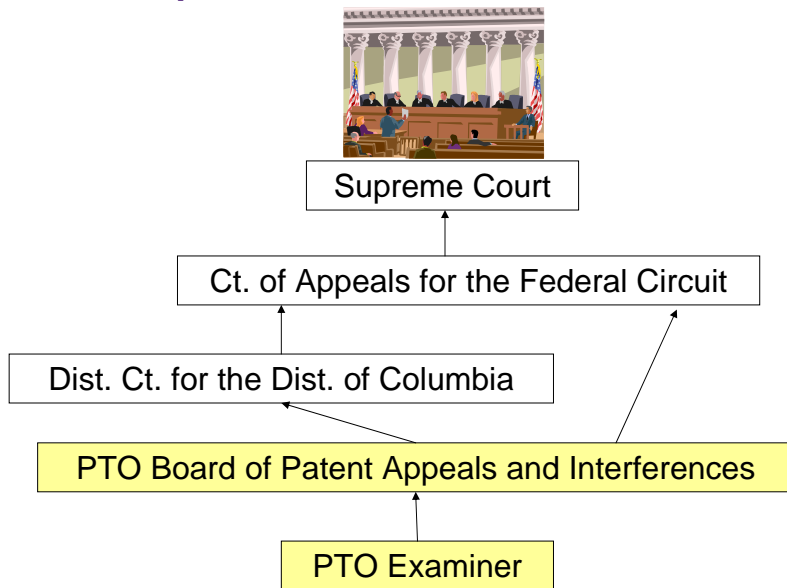 Supreme Court
Ct. of Appeals for the Federal Circuit
Dist. Ct. for the Dist. of Columbia
PTO Board of Patent Appeals and Interferences
PTO Examiner